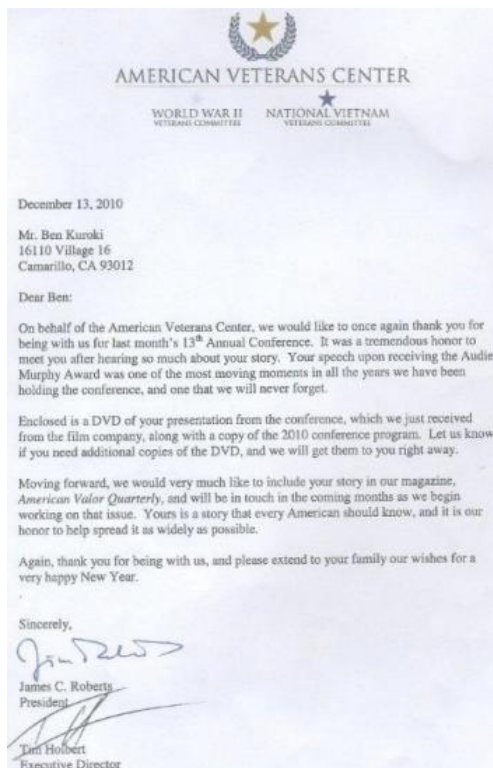 AMERICAN VETERANS CENTER
WORLD WAR II NATIONAL VIETNAM
VETERANS COMMITTEE VETERANS COMMITTEE
December 13, 2010
Mr. Ben Kuroki
16110 Village 16
Camarillo, CA 93012
Dear Ben:
On behalf of the American Veterans Center, we would like to once again thank you for
being with us for last month's 13th Annual Conference. It was a tremendous honor to
meet you after hearing so much about your story. Your speech upon receiving the Audie
Murphy Award was one of the most moving moments in all the years we have been
holding the conference, and one that we will never forget.
Enclosed is a DVD of your presentation from the conference, which we just received
from the film company, along with a copy of the 2010 conference program. Let us know
if you need additional copies of the DVD, and we will get them to you right away.
Moving forward, we would very much like to include your story in our magazine,
American Valor Quarterly, and will be in touch in the coming months as we begin
working on that issue. Yours is a story that every American should know, and it is our
honor to help spread it as widely as possible.
Again, thank you for being with us, and please extend to your family our wishes for a
very happy New Year.
Sincerely,
James C. Roberts
President
Tim Holbert
Executive Director